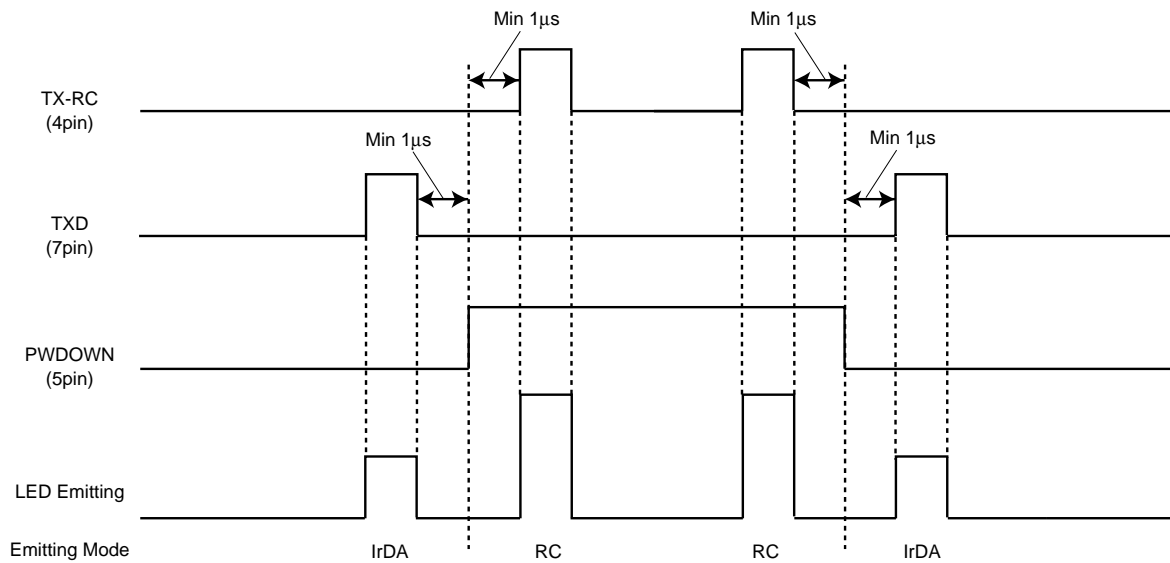 Min 1μs
Min 1μs
TX-RC
(4pin)
Min 1μs
Min 1μs
TXD
(7pin)
PWDOWN
(5pin)
LED Emitting
Emitting Mode
IrDA
RC
RC
IrDA